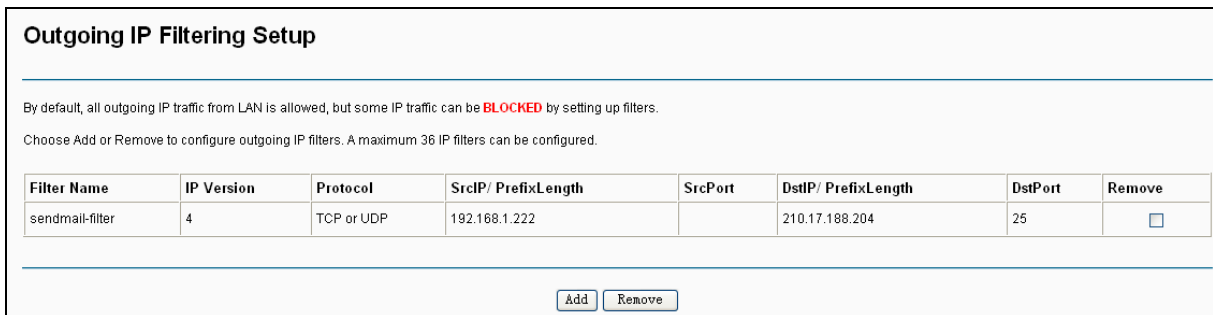 Outgoing IP Filtering Setup
By default, all outgoing IP traffic from LAN is allowed, but some IP traffic can be BLOCKED by setting up filters.
Choose Add or Remove to configure outgoing IP filters. A maximum 36 IP filters can be configured.
Filter Name IP Version Protocol SrcIP/ PrefixLength SrcPort DstIP/ PrefixLength DstPort Remove
sendmail-filter 4 TCP or UDP 192.168.1.222 210.17.188.204 25
Add Remove